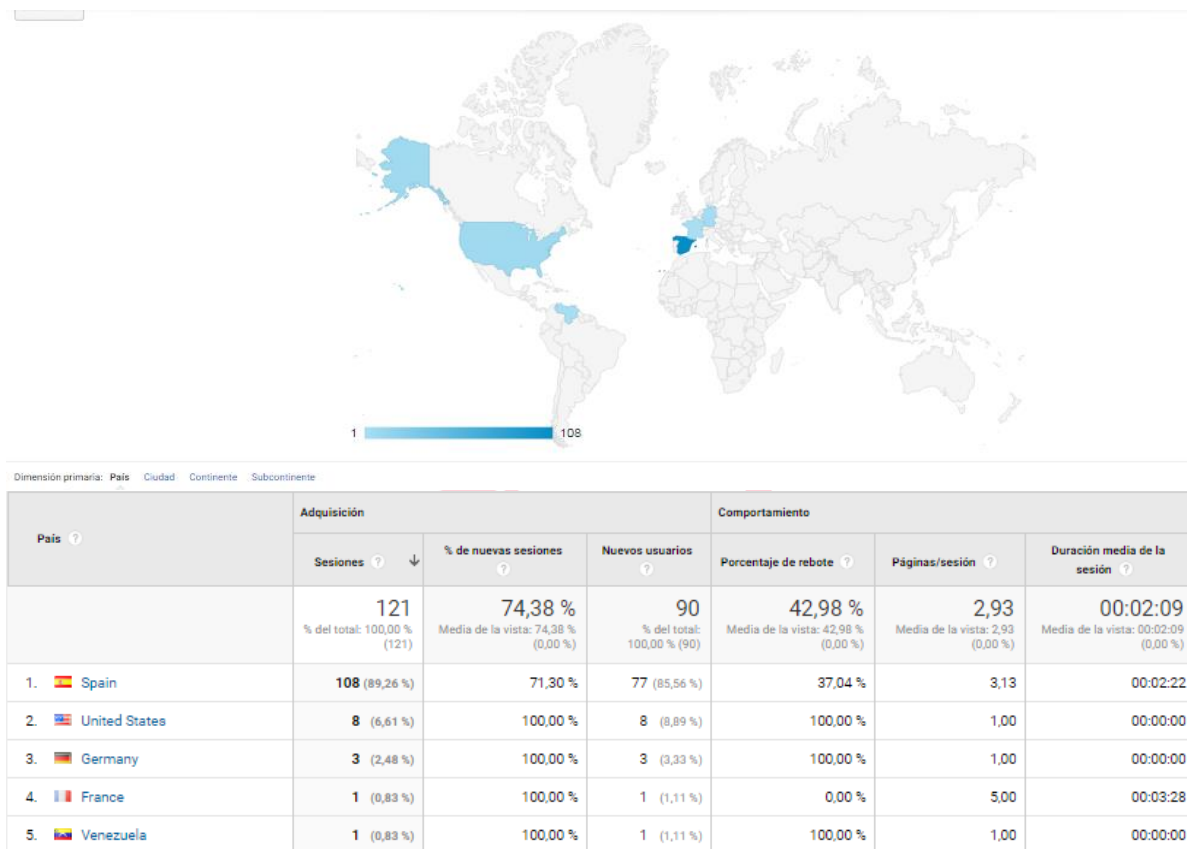 1 108
Dimensión primaria: País Ciudad Continente Subcontinente
País ? Adquisición Comportamiento
Sesiones ? ↓ % de nuevas sesiones ? Nuevos usuarios ? Porcentaje de rebote ? Páginas/sesión ? Duración media de la sesión ?
121 74,38 % 90 42,98 % 2,93 00:02:09
% del total: 100,00 % (121) Media de la vista: 74,38 % (0,00 %) % del total: 100,00 % (90) Media de la vista: 42,98 % (0,00 %) Media de la vista: 2,93 (0,00 %) Media de la vista: 00:02:09 (0,00 %)
1. Spain 108 (89,26 %) 71,30 % 77 (85,56 %) 37,04 % 3,13 00:02:22
2. United States 8 (6,61 %) 100,00 % 8 (8,89 %) 100,00 % 1,00 00:00:00
3. Germany 3 (2,48 %) 100,00 % 3 (3,33 %) 100,00 % 1,00 00:00:00
4. France 1 (0,83 %) 100,00 % 1 (1,11 %) 0,00 % 5,00 00:03:28
5. Venezuela 1 (0,83 %) 100,00 % 1 (1,11 %) 100,00 % 1,00 00:00:00